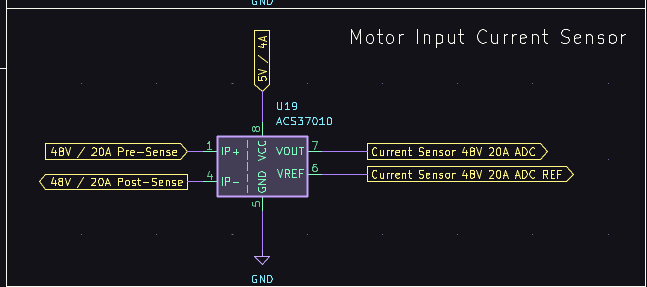 GND
Motor Input Current Sensor
5V / 4A
U19
ACS37010
8
1
IP+
VCC
VOUT
7
48V / 20A Pre-Sense
Current Sensor 48V 20A ADC
4
IP-
GND
VREF
6
48V / 20A Post-Sense
Current Sensor 48V 20A ADC REF
5
GND